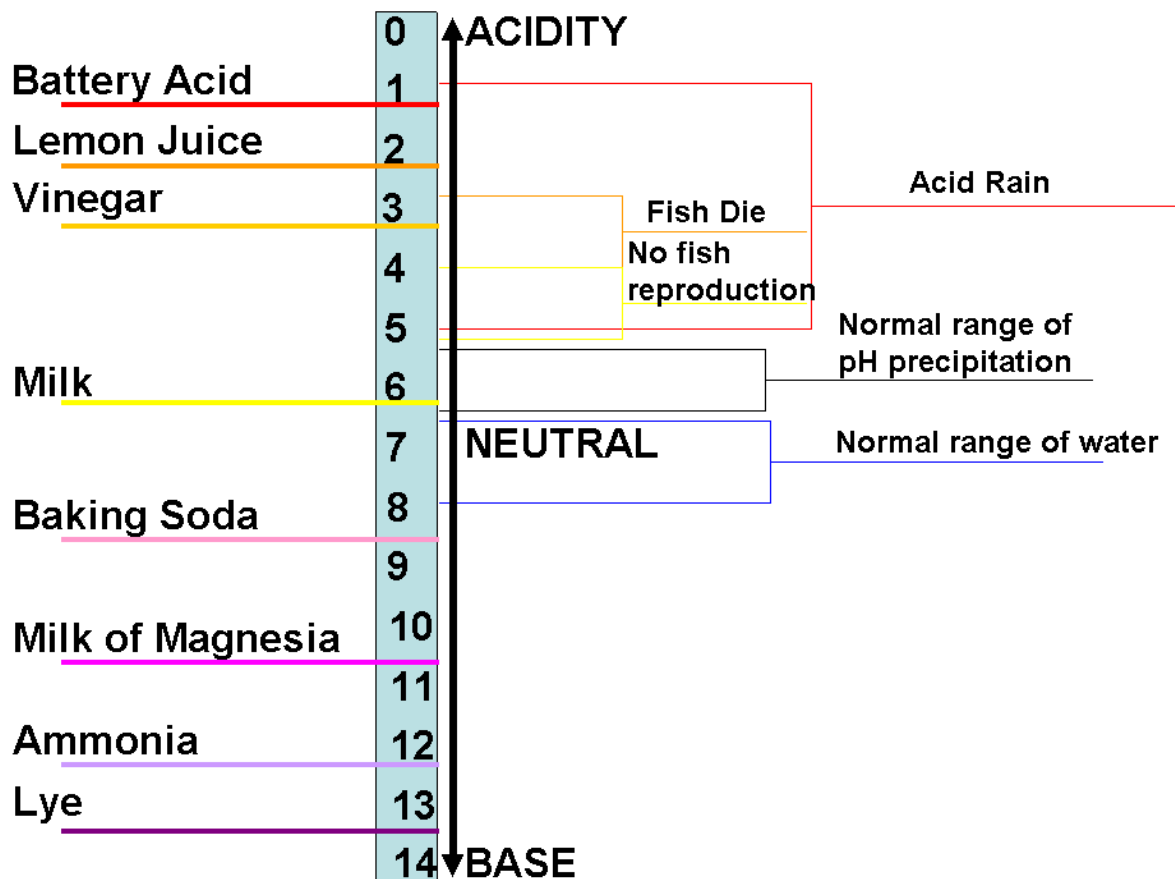 0
ACIDITY
Battery Acid
1
Lemon Juice
2
Vinegar
3
Acid Rain
Fish Die
No fish
reproduction
4
5
Normal range of
pH precipitation
Milk
6
7
NEUTRAL
Normal range of water
8
Baking Soda
9
Milk of Magnesia
10
11
Ammonia
12
Lye
13
14
BASE